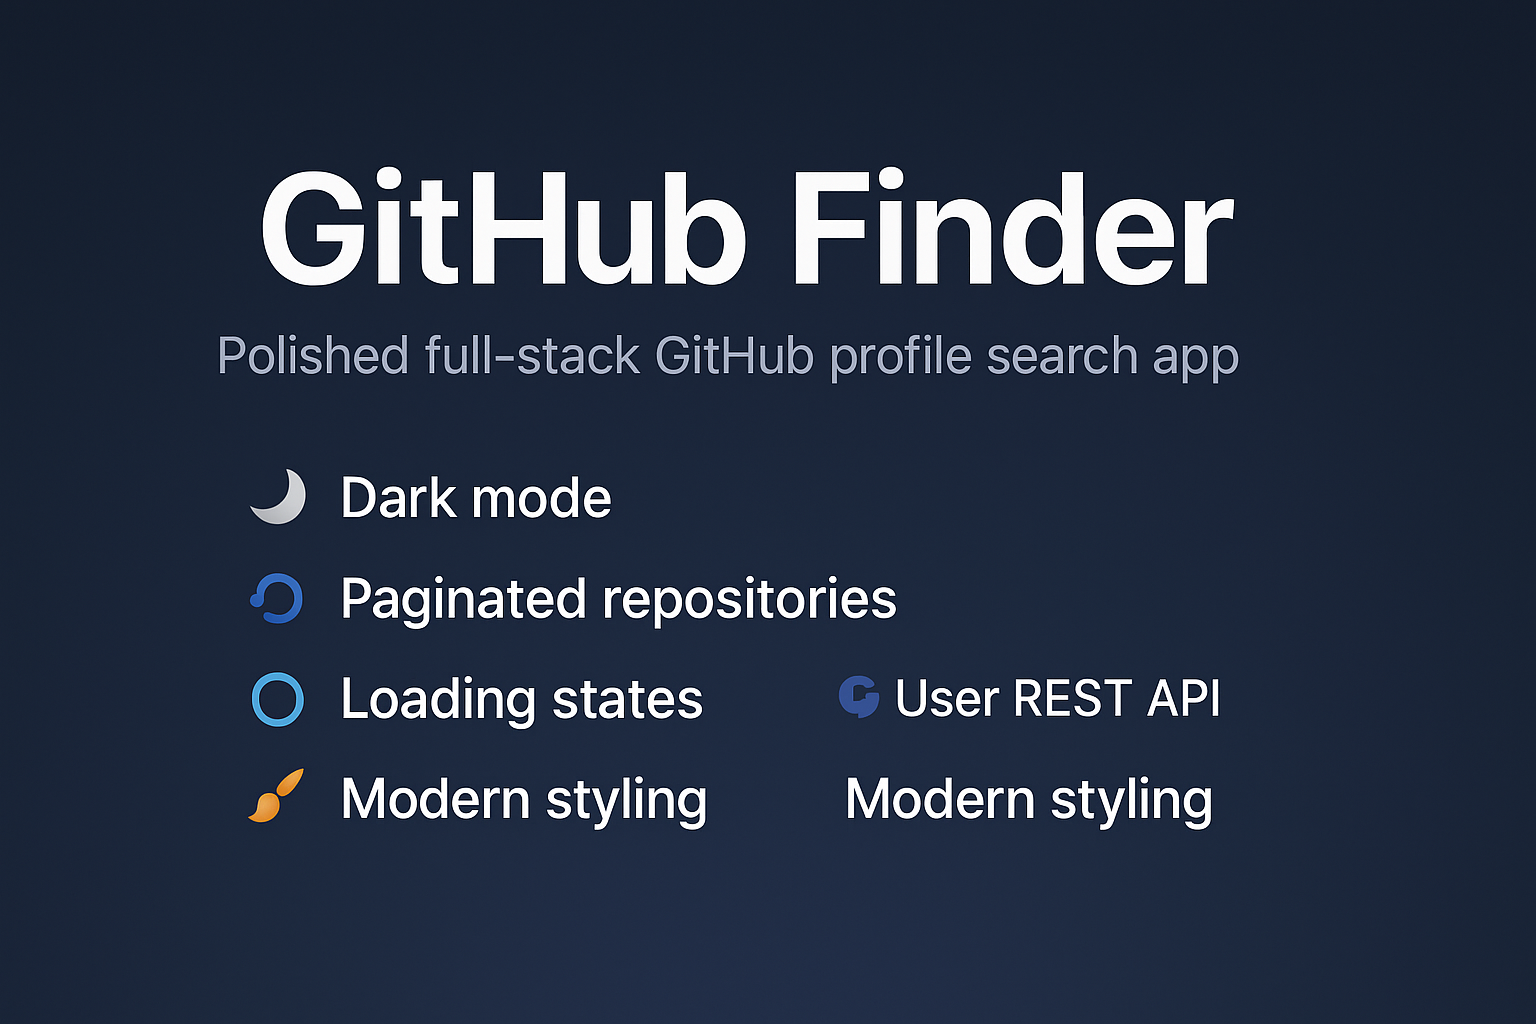 GitHub Finder
Polished full-stack GitHub profile search app
Dark mode
Paginated repositories
Loading states
User REST API
Modern styling
Modern styling